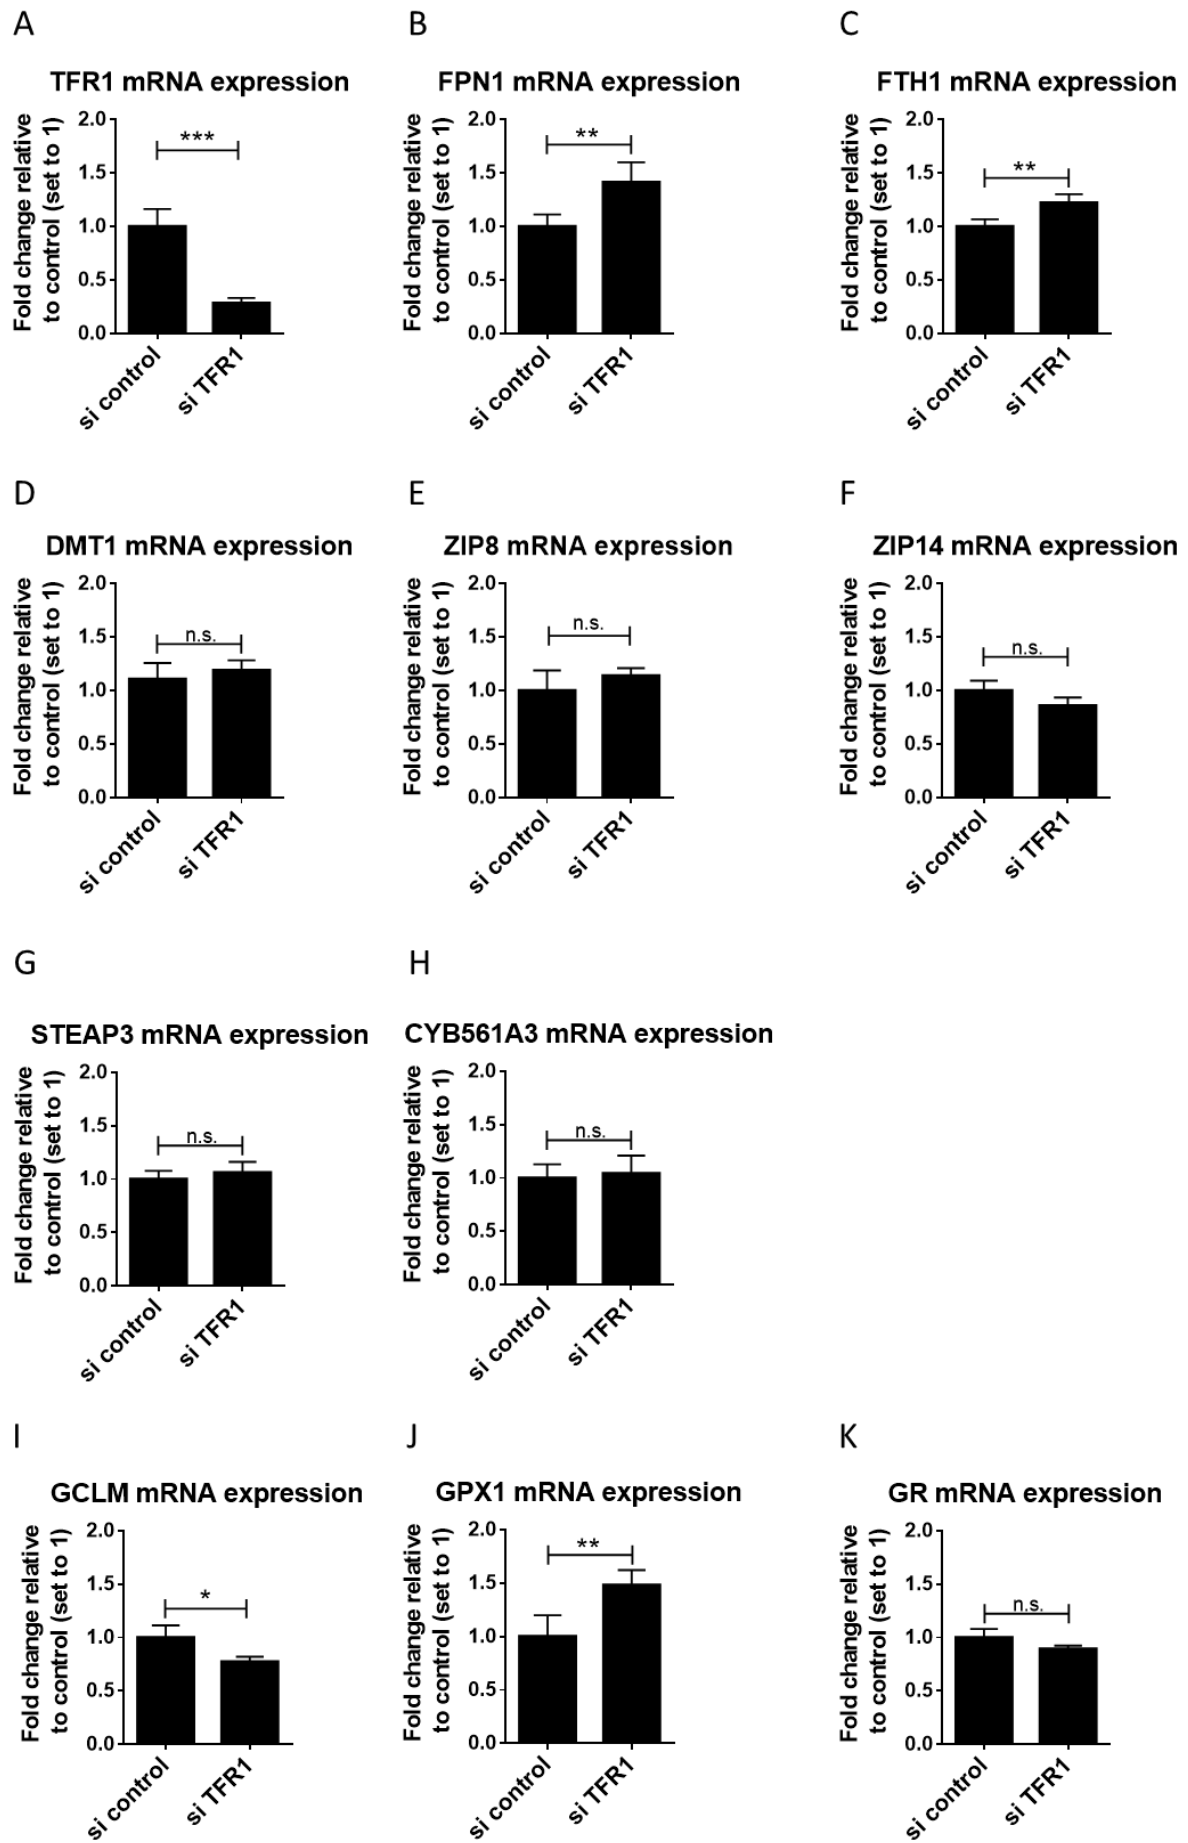 A
B
C
TFR1 mRNA expression
FPN1 mRNA expression
FTH1 mRNA expression
Fold change relative
to control (set to 1)
2.0
1.5
1.0
0.5
0.0
***
si control
si TFR1
Fold change relative
to control (set to 1)
2.0
1.5
1.0
0.5
0.0
**
si control
si TFR1
Fold change relative
to control (set to 1)
2.0
1.5
1.0
0.5
0.0
**
si control
si TFR1
D
E
F
DMT1 mRNA expression
ZIP8 mRNA expression
ZIP14 mRNA expression
Fold change relative
to control (set to 1)
2.0
1.5
1.0
0.5
0.0
n.s.
si control
si TFR1
Fold change relative
to control (set to 1)
2.0
1.5
1.0
0.5
0.0
n.s.
si control
si TFR1
Fold change relative
to control (set to 1)
2.0
1.5
1.0
0.5
0.0
n.s.
si control
si TFR1
G
H
STEAP3 mRNA expression
CYB561A3 mRNA expression
Fold change relative
to control (set to 1)
2.0
1.5
1.0
0.5
0.0
n.s.
si control
si TFR1
Fold change relative
to control (set to 1)
2.0
1.5
1.0
0.5
0.0
n.s.
si control
si TFR1
I
J
K
GCLM mRNA expression
GPX1 mRNA expression
GR mRNA expression
Fold change relative
to control (set to 1)
2.0
1.5
1.0
0.5
0.0
*
si control
si TFR1
Fold change relative
to control (set to 1)
2.0
1.5
1.0
0.5
0.0
**
si control
si TFR1
Fold change relative
to control (set to 1)
2.0
1.5
1.0
0.5
0.0
n.s.
si control
si TFR1